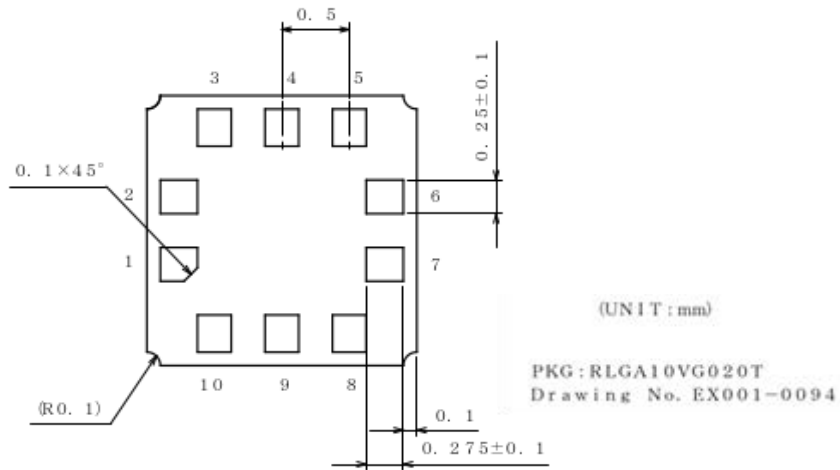 0. 5
3 4 5
0. 25±0. 1
0. 1×45°
2 6
1 7
(UNIT:mm)
10 9 8
PKG:RLGA10VG020T
Drawing No. EX001-0094
(R0. 1)
0. 1
0. 275±0. 1